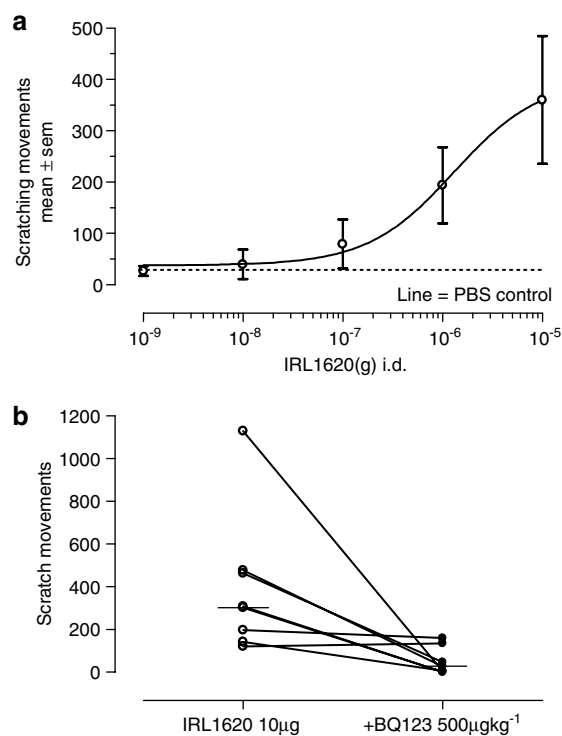 a
500
400
300
200
100
0
Scratching movements
mean ± sem
Line = PBS control
10⁻⁹ 10⁻⁸ 10⁻⁷ 10⁻⁶ 10⁻⁵
IRL1620(g) i.d.
b
1200
1000
800
600
400
200
0
Scratch movements
IRL1620 10μg +BQ123 500μgkg⁻¹